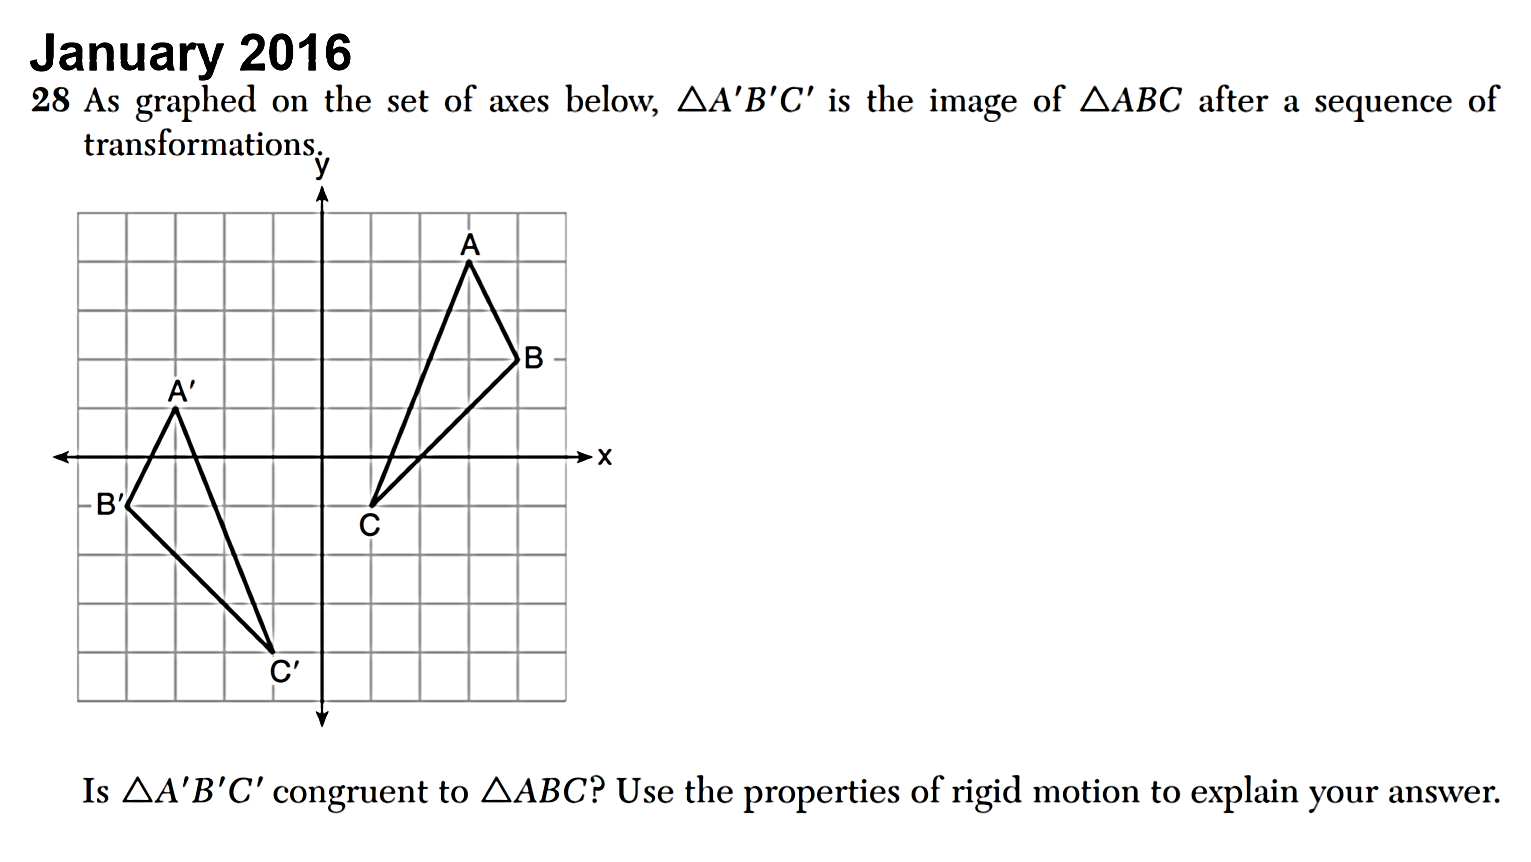 January 2016
28 As graphed on the set of axes below, △A′B′C′ is the image of △ABC after a sequence of
transformations.
y
A
B
A′
x
B′
C
C′
Is △A′B′C′ congruent to △ABC? Use the properties of rigid motion to explain your answer.